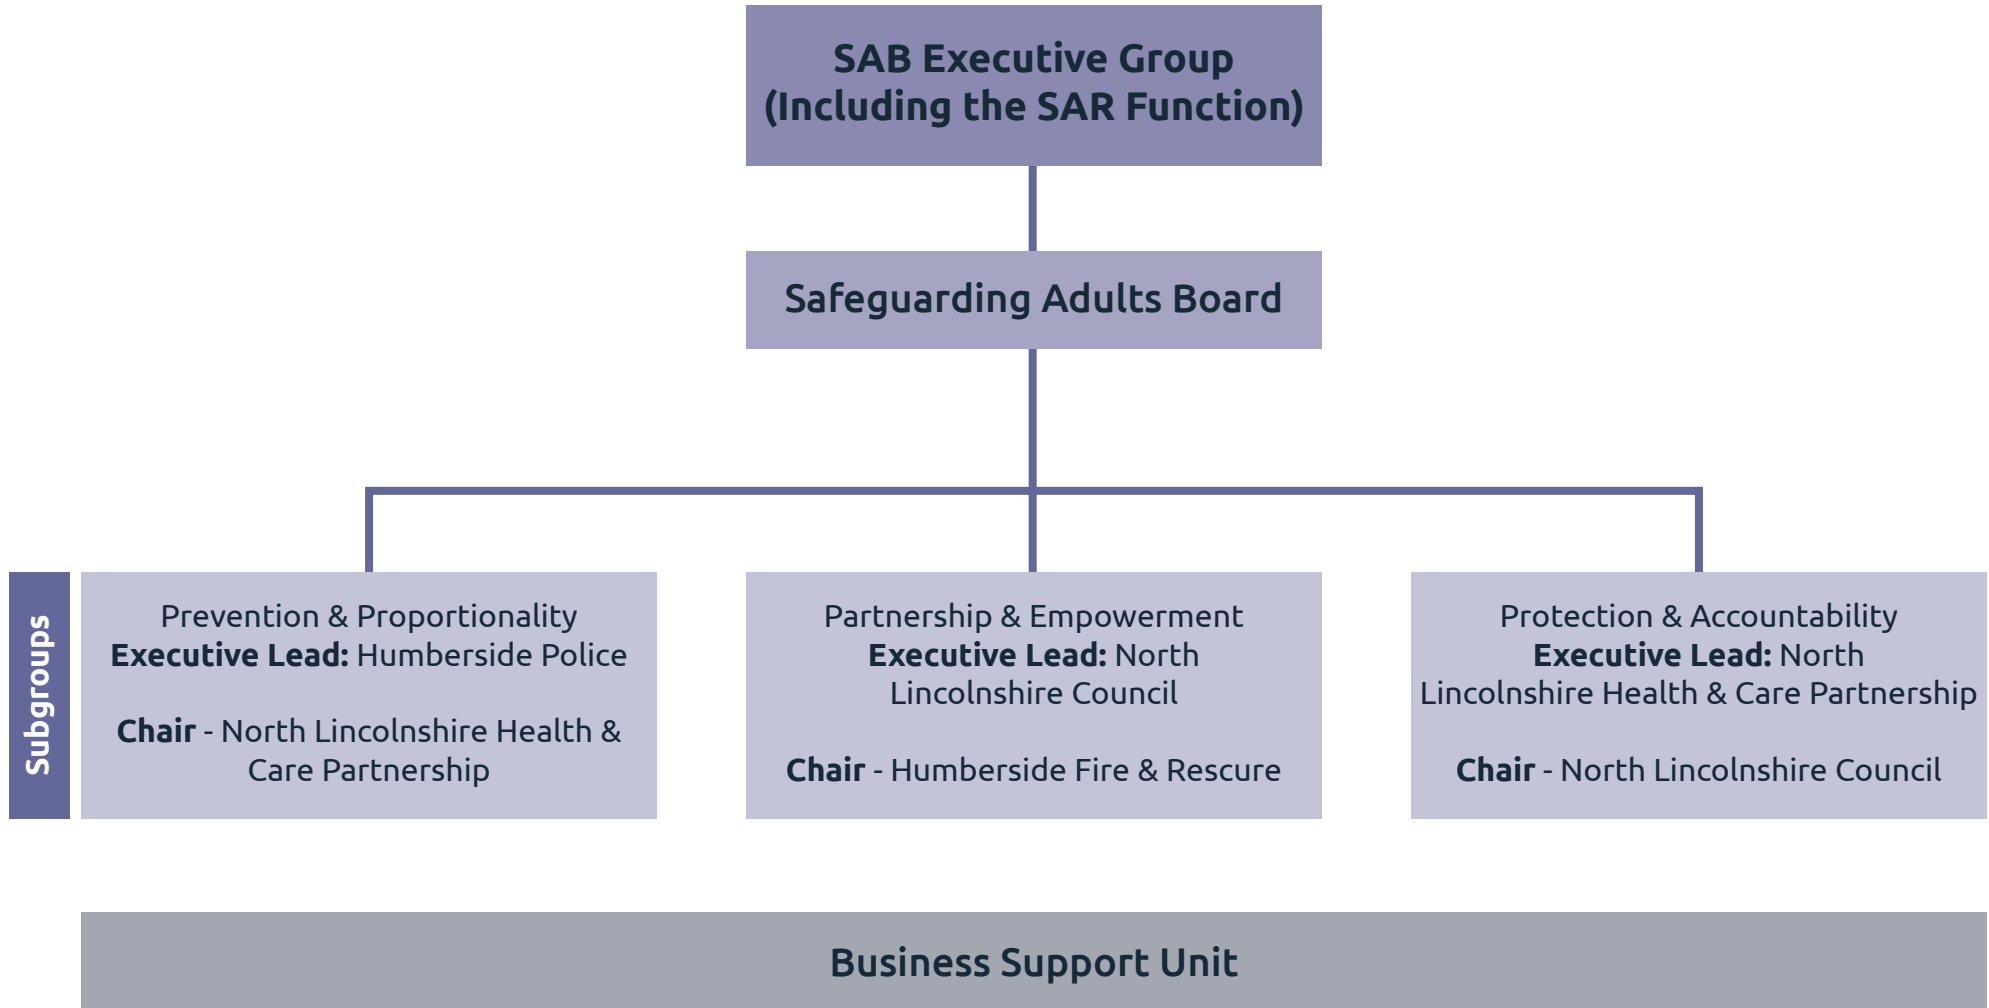 SAB Executive Group
(Including the SAR Function)
Safeguarding Adults Board
Subgroups
Prevention & Proportionality
Executive Lead: Humberside Police
Chair - North Lincolnshire Health &
Care Partnership
Partnership & Empowerment
Executive Lead: North
Lincolnshire Council
Chair - Humberside Fire & Rescure
Protection & Accountability
Executive Lead: North
Lincolnshire Health & Care Partnership
Chair - North Lincolnshire Council
Business Support Unit